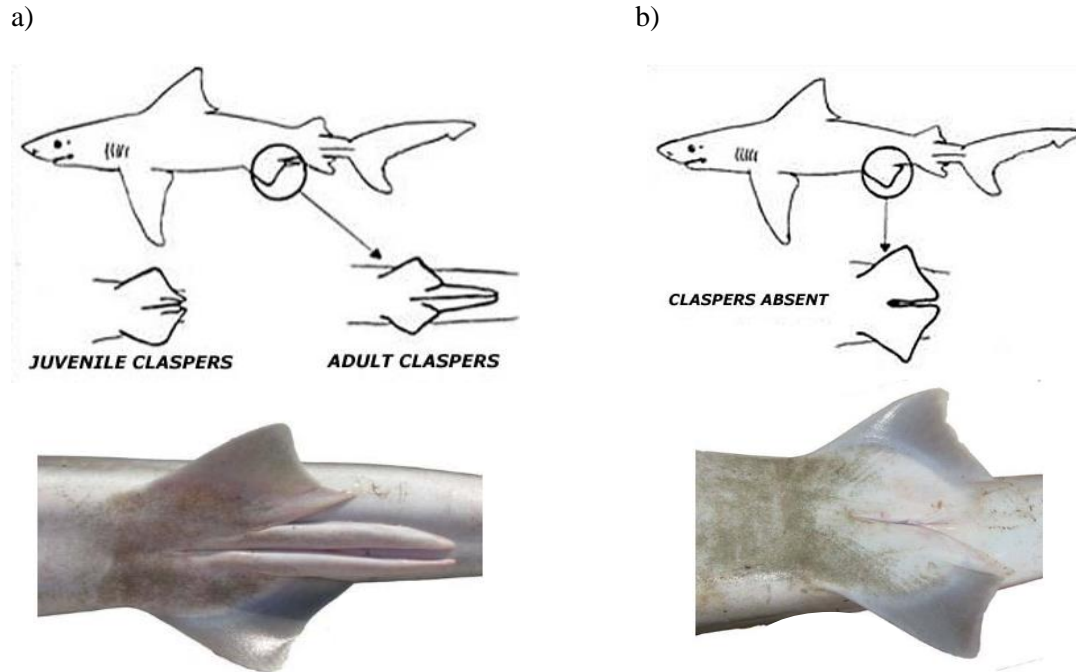 a)
b)
CLASPERS ABSENT
JUVENILE CLASPERS
ADULT CLASPERS